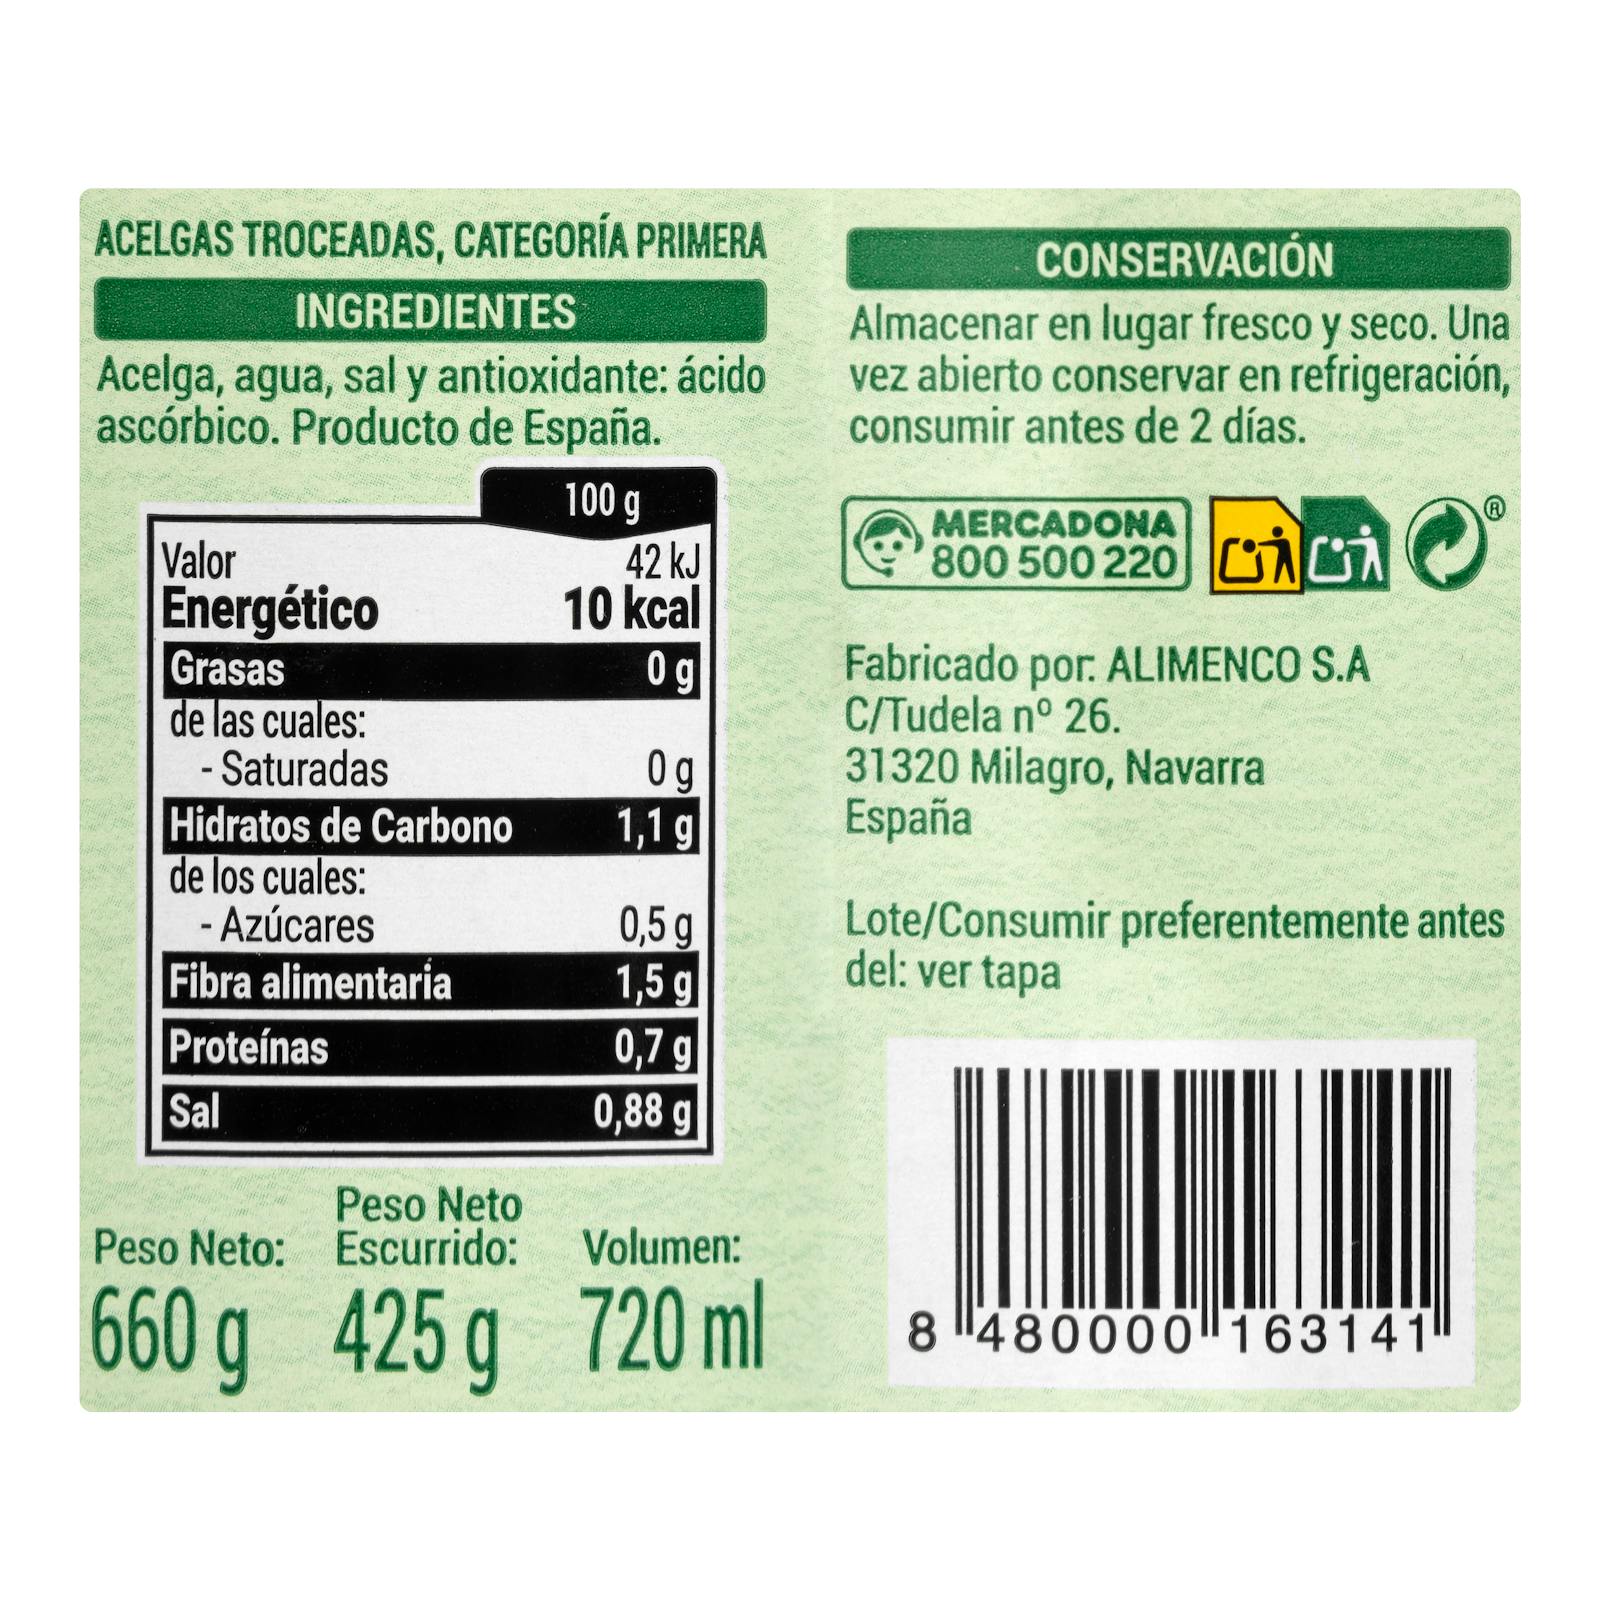 ACELGAS TROCEADAS, CATEGORÍA PRIMERA
INGREDIENTES
Acelga, agua, sal y antioxidante: ácido
ascórbico. Producto de España.
100 g
Valor 42 kJ
Energético 10 kcal
Grasas 0 g
de las cuales:
- Saturadas 0 g
Hidratos de Carbono 1,1 g
de los cuales:
- Azúcares 0,5 g
Fibra alimentaria 1,5 g
Proteínas 0,7 g
Sal 0,88 g
Peso Neto:
660 g
Peso Neto
Escurrido:
425 g
Volumen:
720 ml
CONSERVACIÓN
Almacenar en lugar fresco y seco. Una
vez abierto conservar en refrigeración,
consumir antes de 2 días.
MERCADONA
800 500 220
®
Fabricado por: ALIMENCO S.A
C/Tudela nº 26.
31320 Milagro, Navarra
España
Lote/Consumir preferentemente antes
del: ver tapa
8 480000 163141